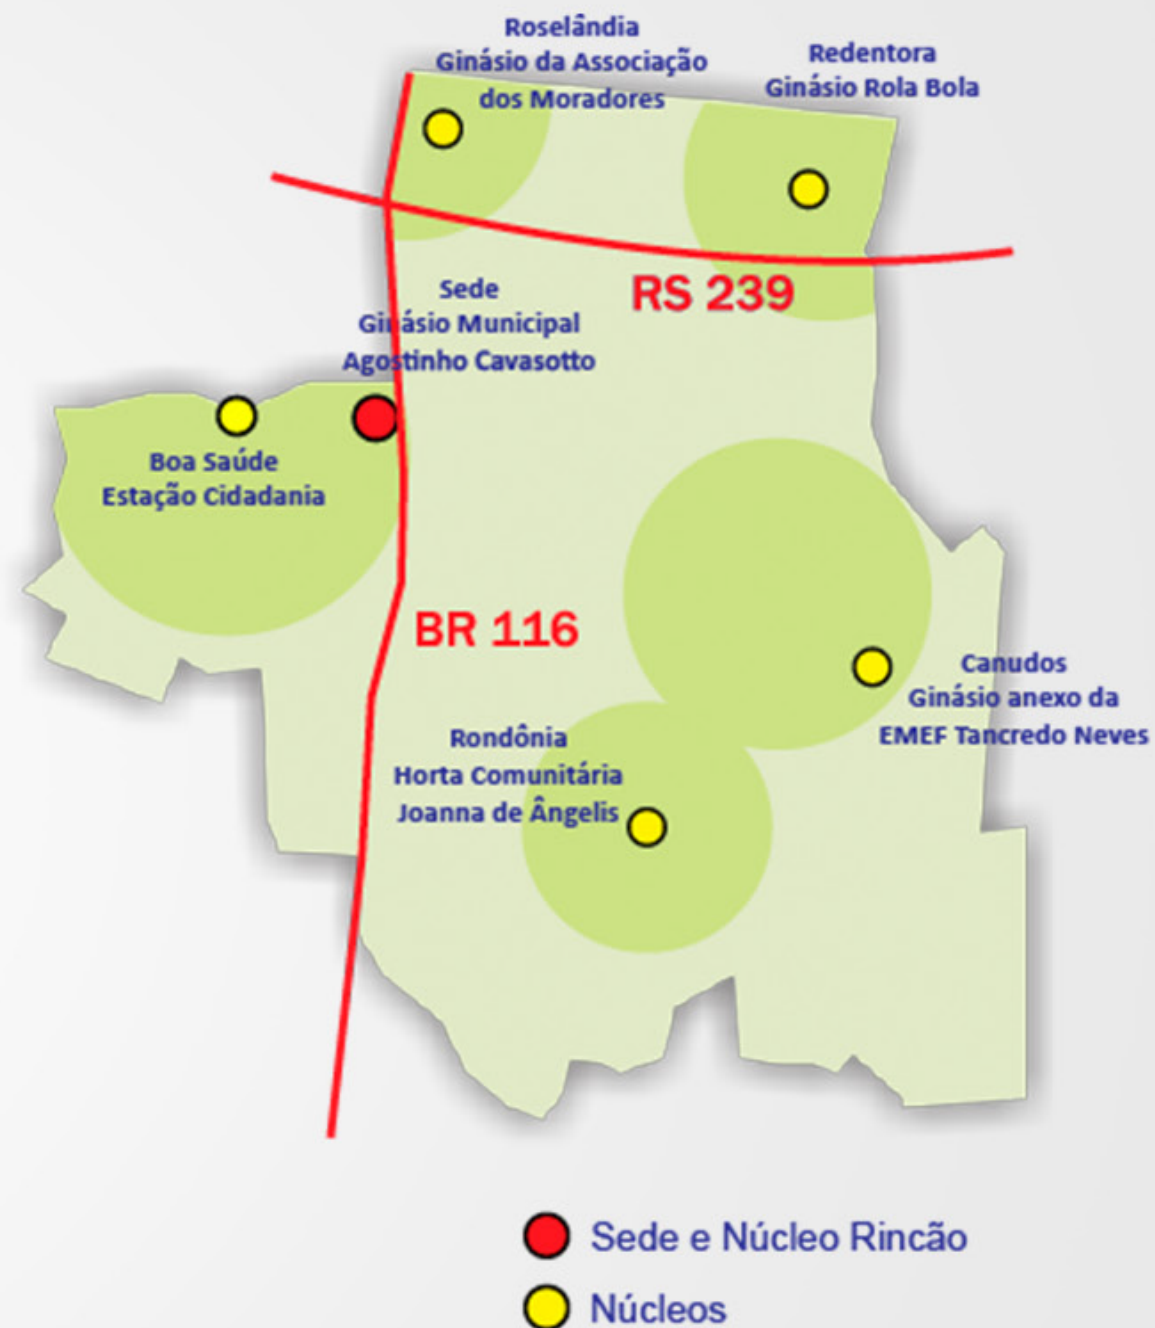 Roselândia
Ginásio da Associação
dos Moradores
Redentora
Ginásio Rola Bola
RS 239
Sede
Ginásio Municipal
Agostinho Cavasotto
Boa Saúde
Estação Cidadania
BR 116
Canudos
Ginásio anexo da
EMEF Tancredo Neves
Rondônia
Horta Comunitária
Joanna de Ângelis
Sede e Núcleo Rincão
Núcleos